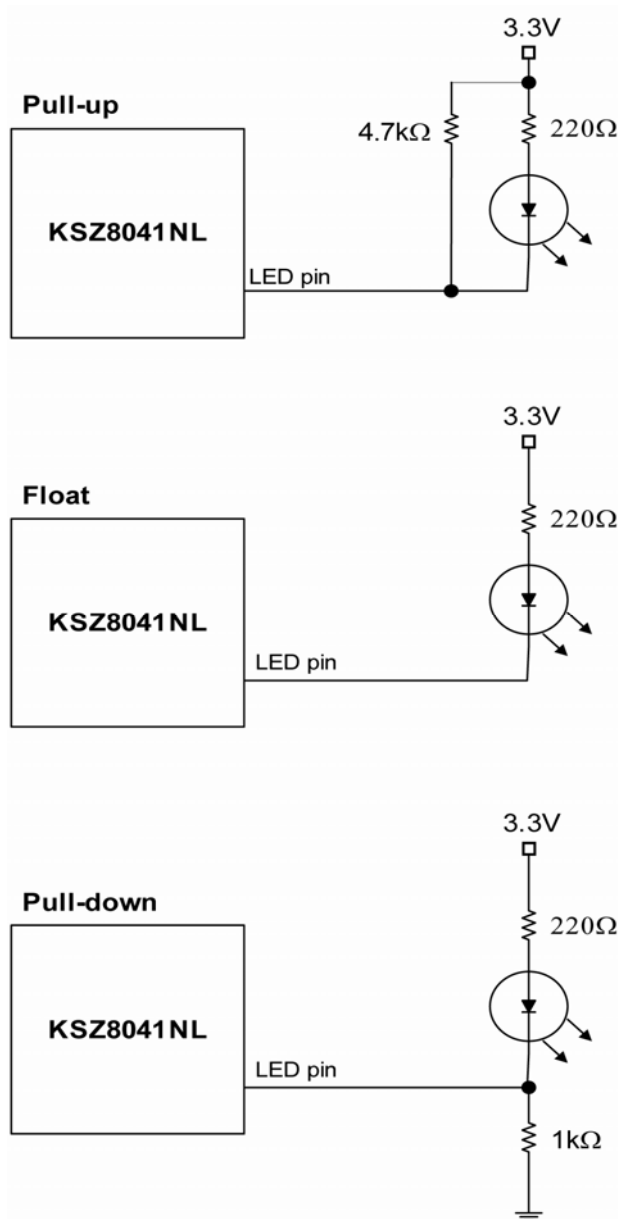 3.3V
Pull-up
4.7kΩ
220Ω
KSZ8041NL
LED pin
3.3V
Float
220Ω
KSZ8041NL
LED pin
3.3V
Pull-down
220Ω
KSZ8041NL
LED pin
1kΩ